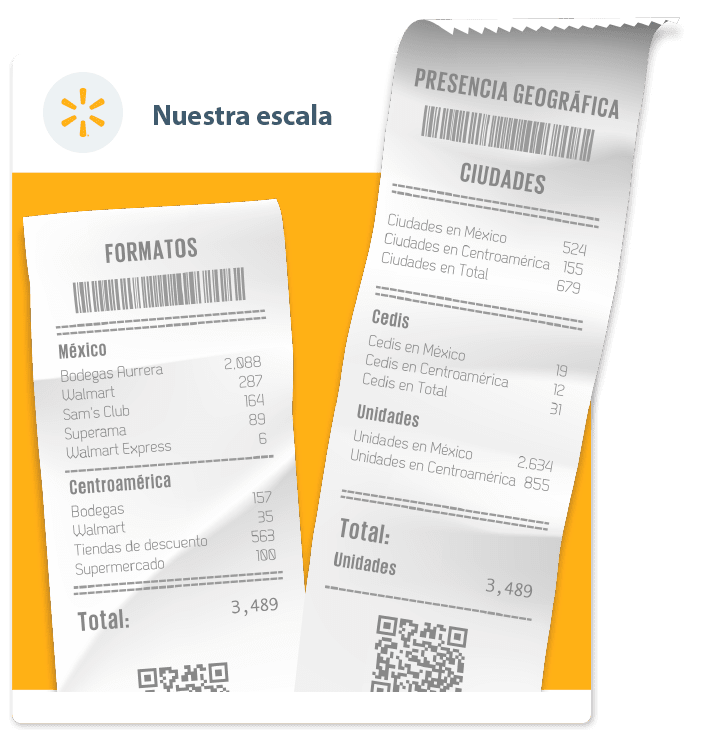 Nuestra escala
FORMATOS
México
Bodegas Aurrera 2,088
Walmart 287
Sam's Club 164
Superama 89
Walmart Express 6
Centroamérica
Bodegas 157
Walmart 35
Tiendas de descuento 563
Supermercado 100
Total: 3,489
PRESENCIA GEOGRÁFICA
CIUDADES
Ciudades en México 524
Ciudades en Centroamérica 155
Ciudades en Total 679
Cedis
Cedis en México 19
Cedis en Centroamérica 12
Cedis en Total 31
Unidades
Unidades en México 2.634
Unidades en Centroamérica 855
Total:
Unidades 3,489